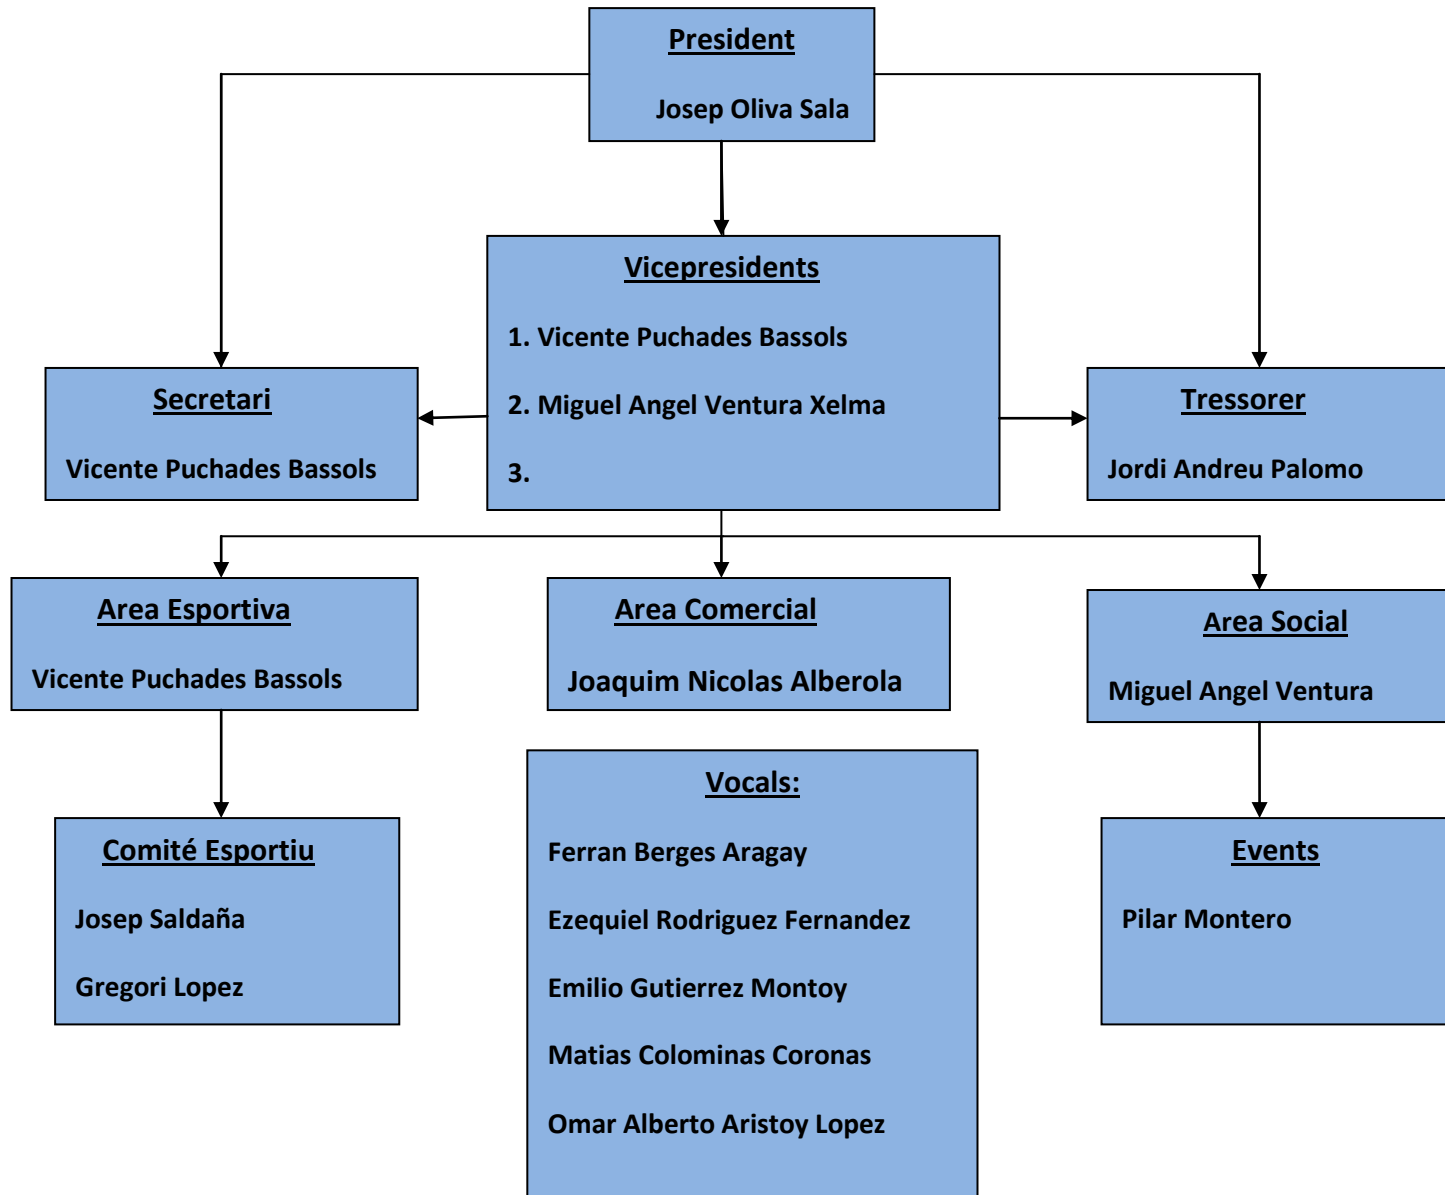 President
Josep Oliva Sala
Vicepresidents
1. Vicente Puchades Bassols
2. Miguel Angel Ventura Xelma
3.
Secretari
Vicente Puchades Bassols
Tressorer
Jordi Andreu Palomo
Area Esportiva
Vicente Puchades Bassols
Area Comercial
Joaquim Nicolas Alberola
Area Social
Miguel Angel Ventura
Comité Esportiu
Josep Saldaña
Gregori Lopez
Vocals:
Ferran Berges Aragay
Ezequiel Rodriguez Fernandez
Emilio Gutierrez Montoy
Matias Colominas Coronas
Omar Alberto Aristoy Lopez
Events
Pilar Montero